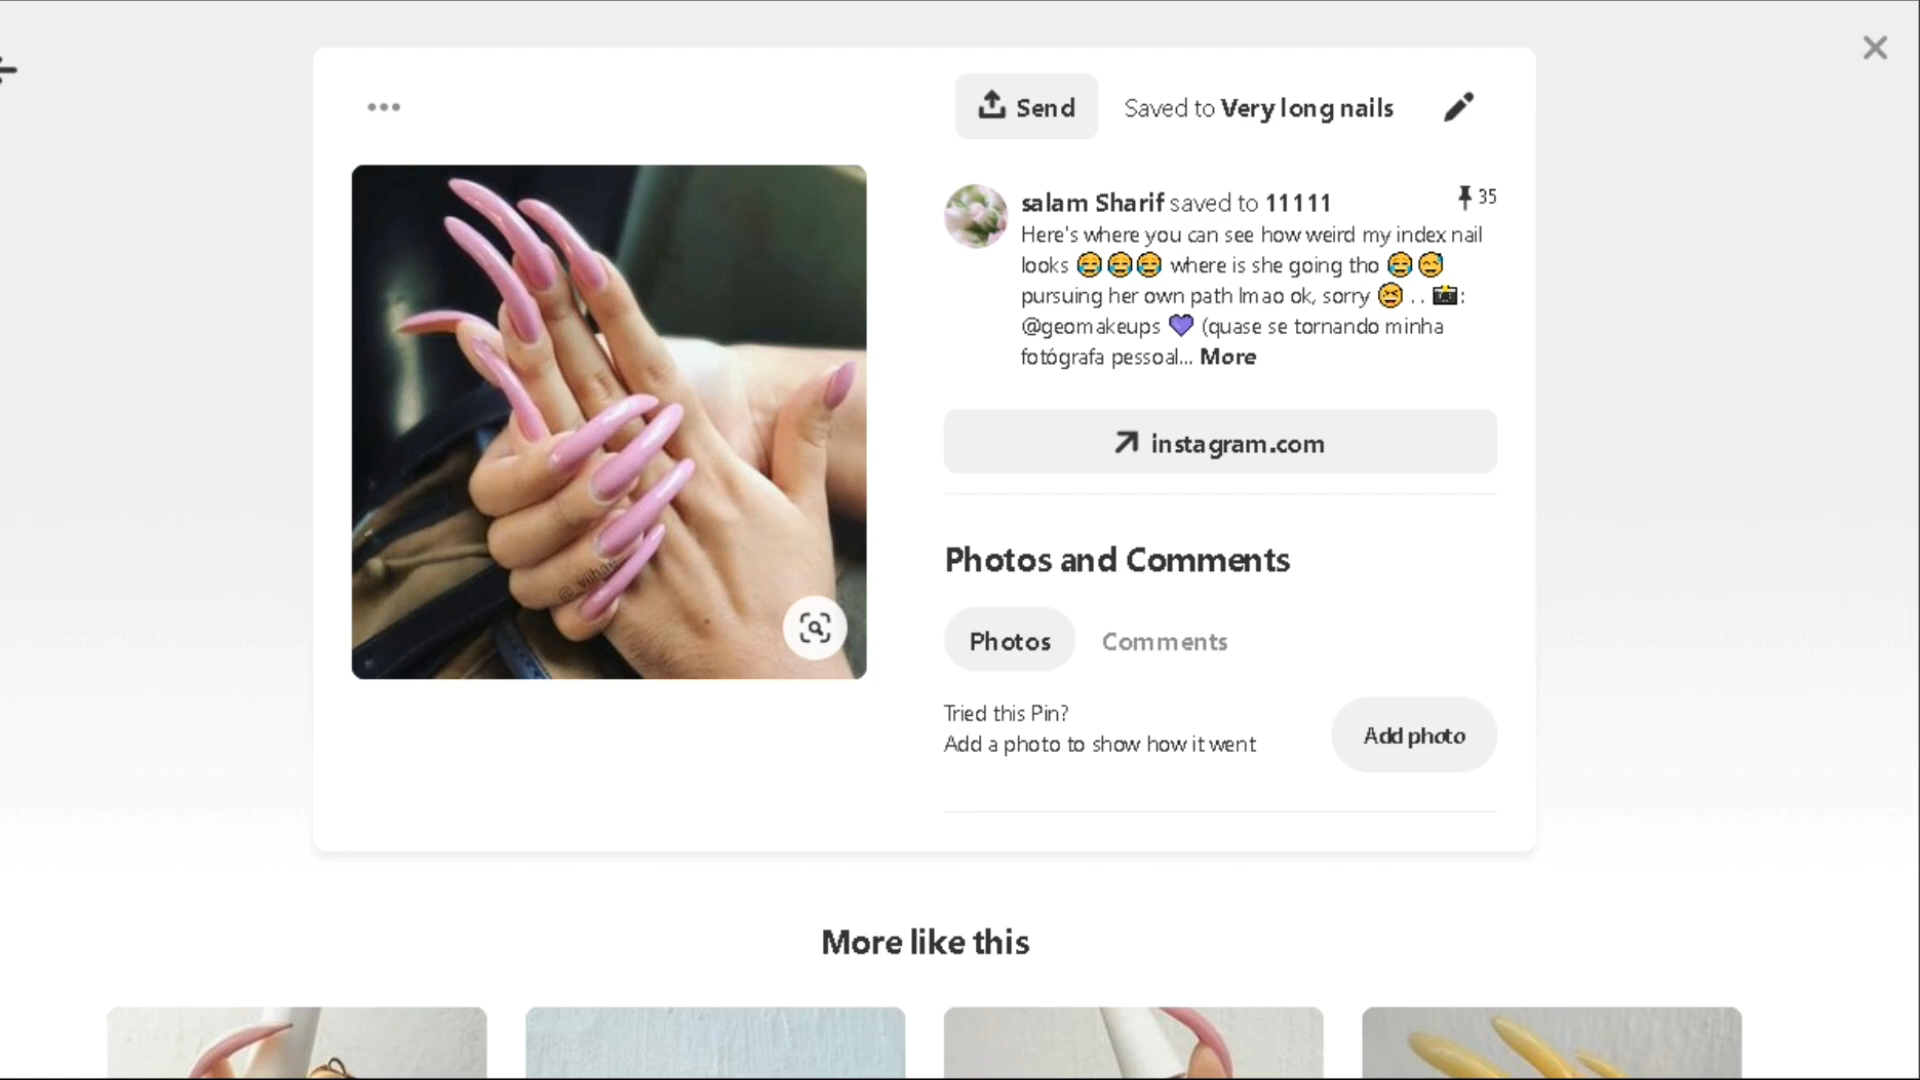 Send
Saved to Very long nails
salam Sharif saved to 11111
35
Here's where you can see how weird my index nail
looks 😂😂😂 where is she going tho 😂😅
pursuing her own path lmao ok, sorry 😆 . . 📸:
@geomakeups 💜 (quase se tornando minha
fotógrafa pessoal... More
instagram.com
Photos and Comments
Photos
Comments
Tried this Pin?
Add a photo to show how it went
Add photo
More like this